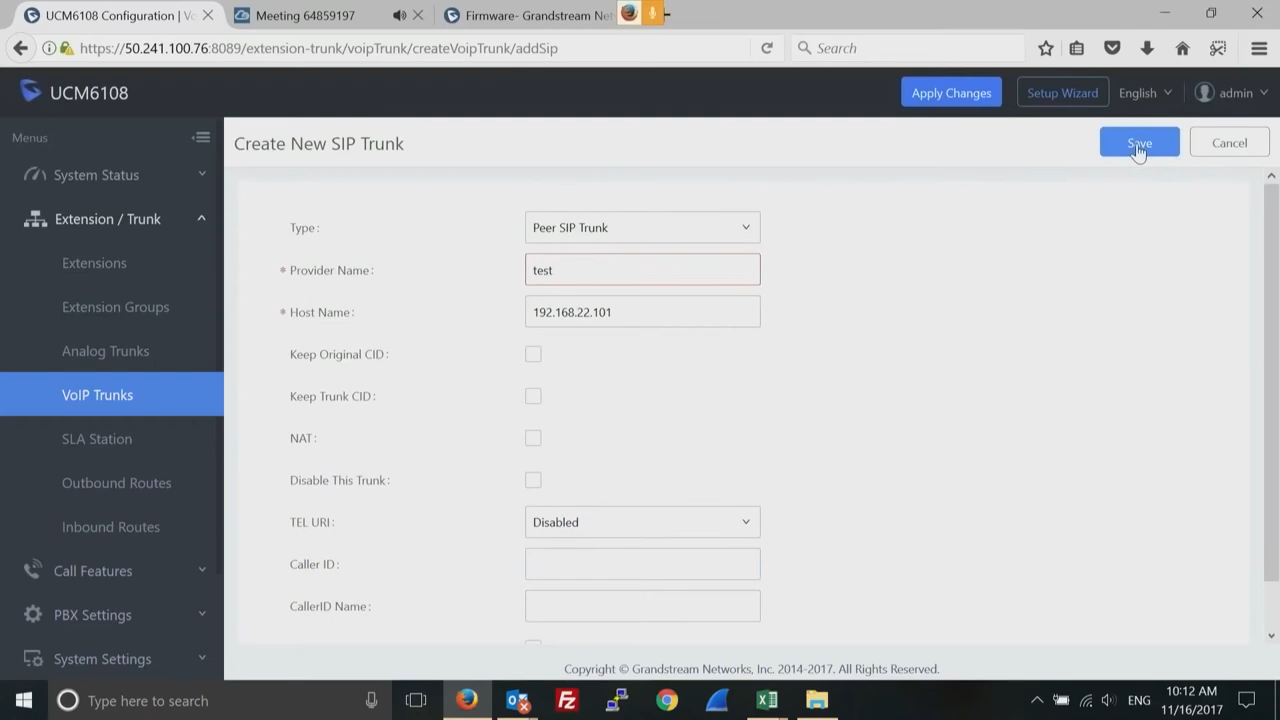 UCM6108 Configuration | Vo
Meeting 64859197
Firmware- Grandstream Net
https://50.241.100.76:8089/extension-trunk/voipTrunk/createVoipTrunk/addSip
Search
UCM6108
Apply Changes
Setup Wizard
English
admin
Menus
System Status
Extension / Trunk
Extensions
Extension Groups
Analog Trunks
VoIP Trunks
SLA Station
Outbound Routes
Inbound Routes
Call Features
PBX Settings
System Settings
Create New SIP Trunk
Save
Cancel
Type:
Peer SIP Trunk
* Provider Name:
test
* Host Name:
192.168.22.101
Keep Original CID:
Keep Trunk CID:
NAT:
Disable This Trunk:
TEL URI:
Disabled
Caller ID:
CallerID Name:
Copyright © Grandstream Networks, Inc. 2014-2017. All Rights Reserved.
Type here to search
ENG
10:12 AM
11/16/2017